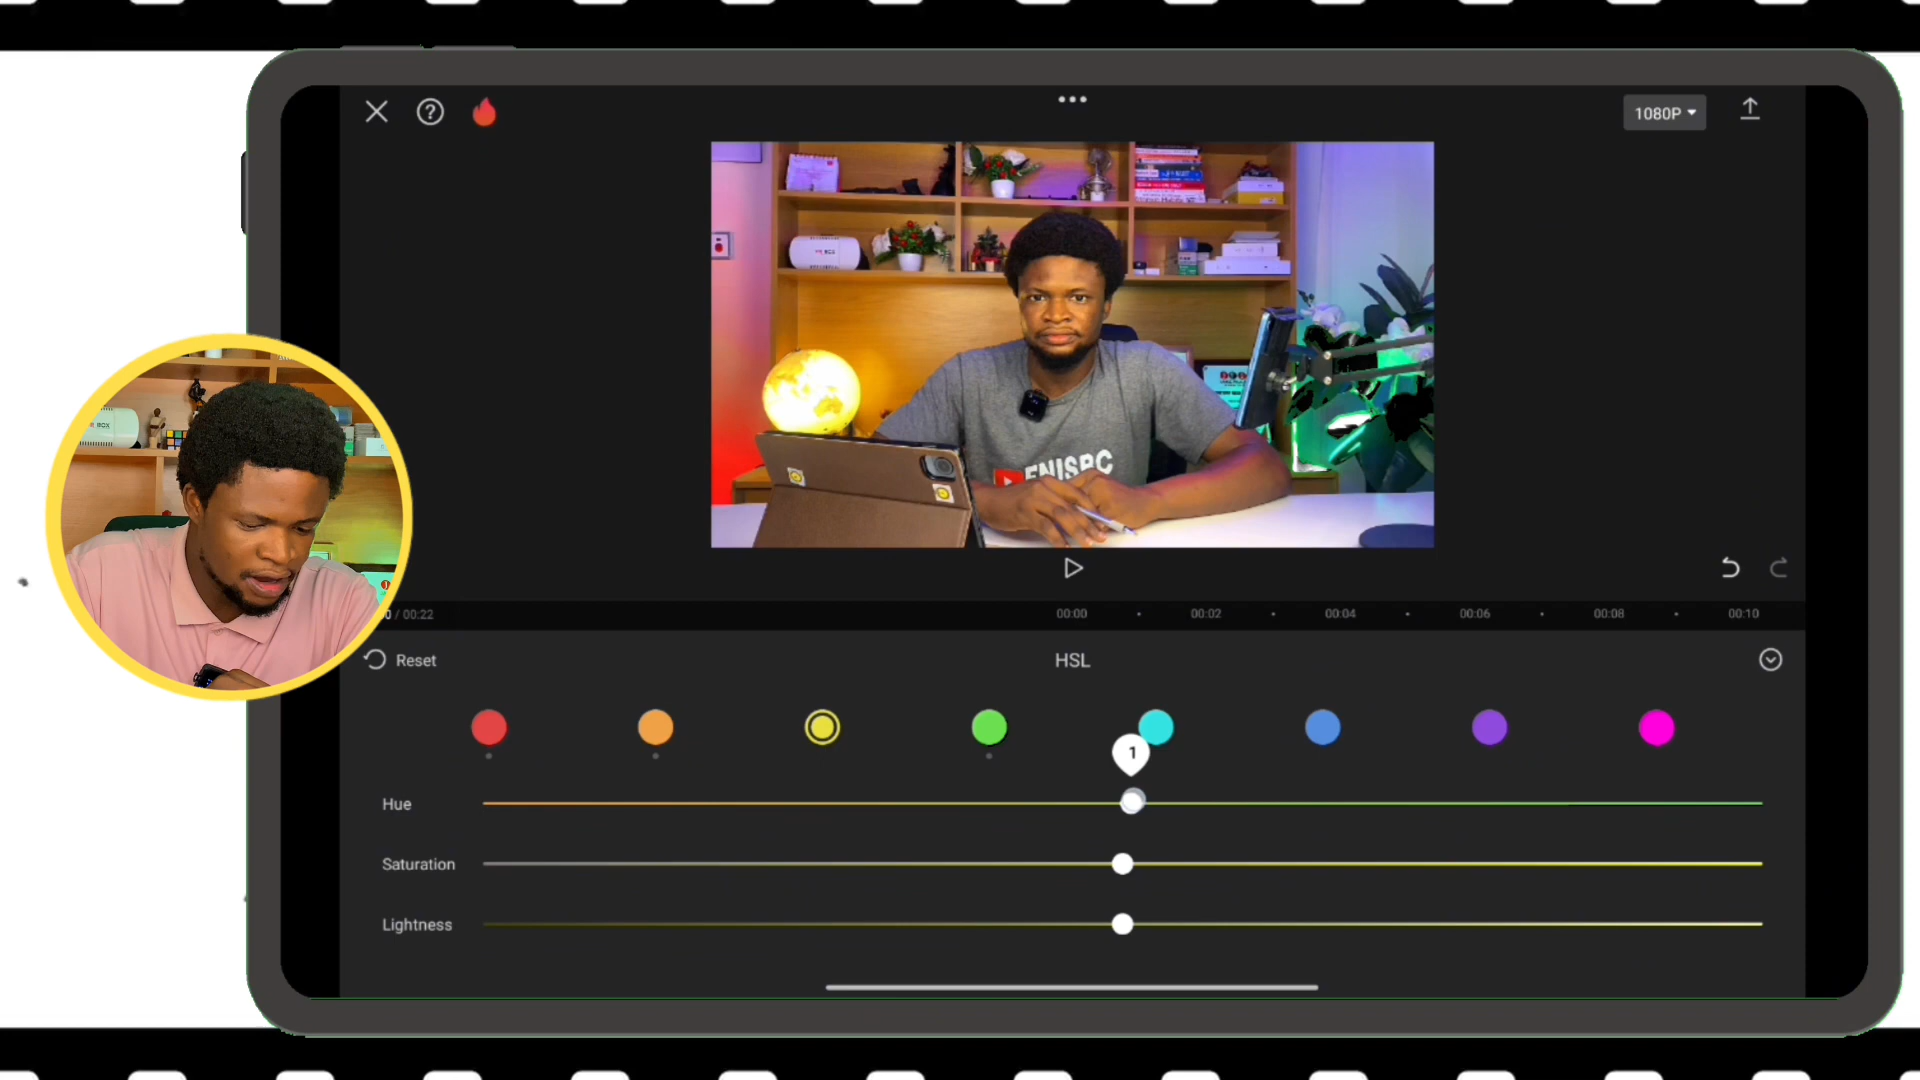 ?
1080P
ENISRC
0 / 00:22
00:00
00:02
00:04
00:06
00:08
00:10
Reset
HSL
1
Hue
Saturation
Lightness